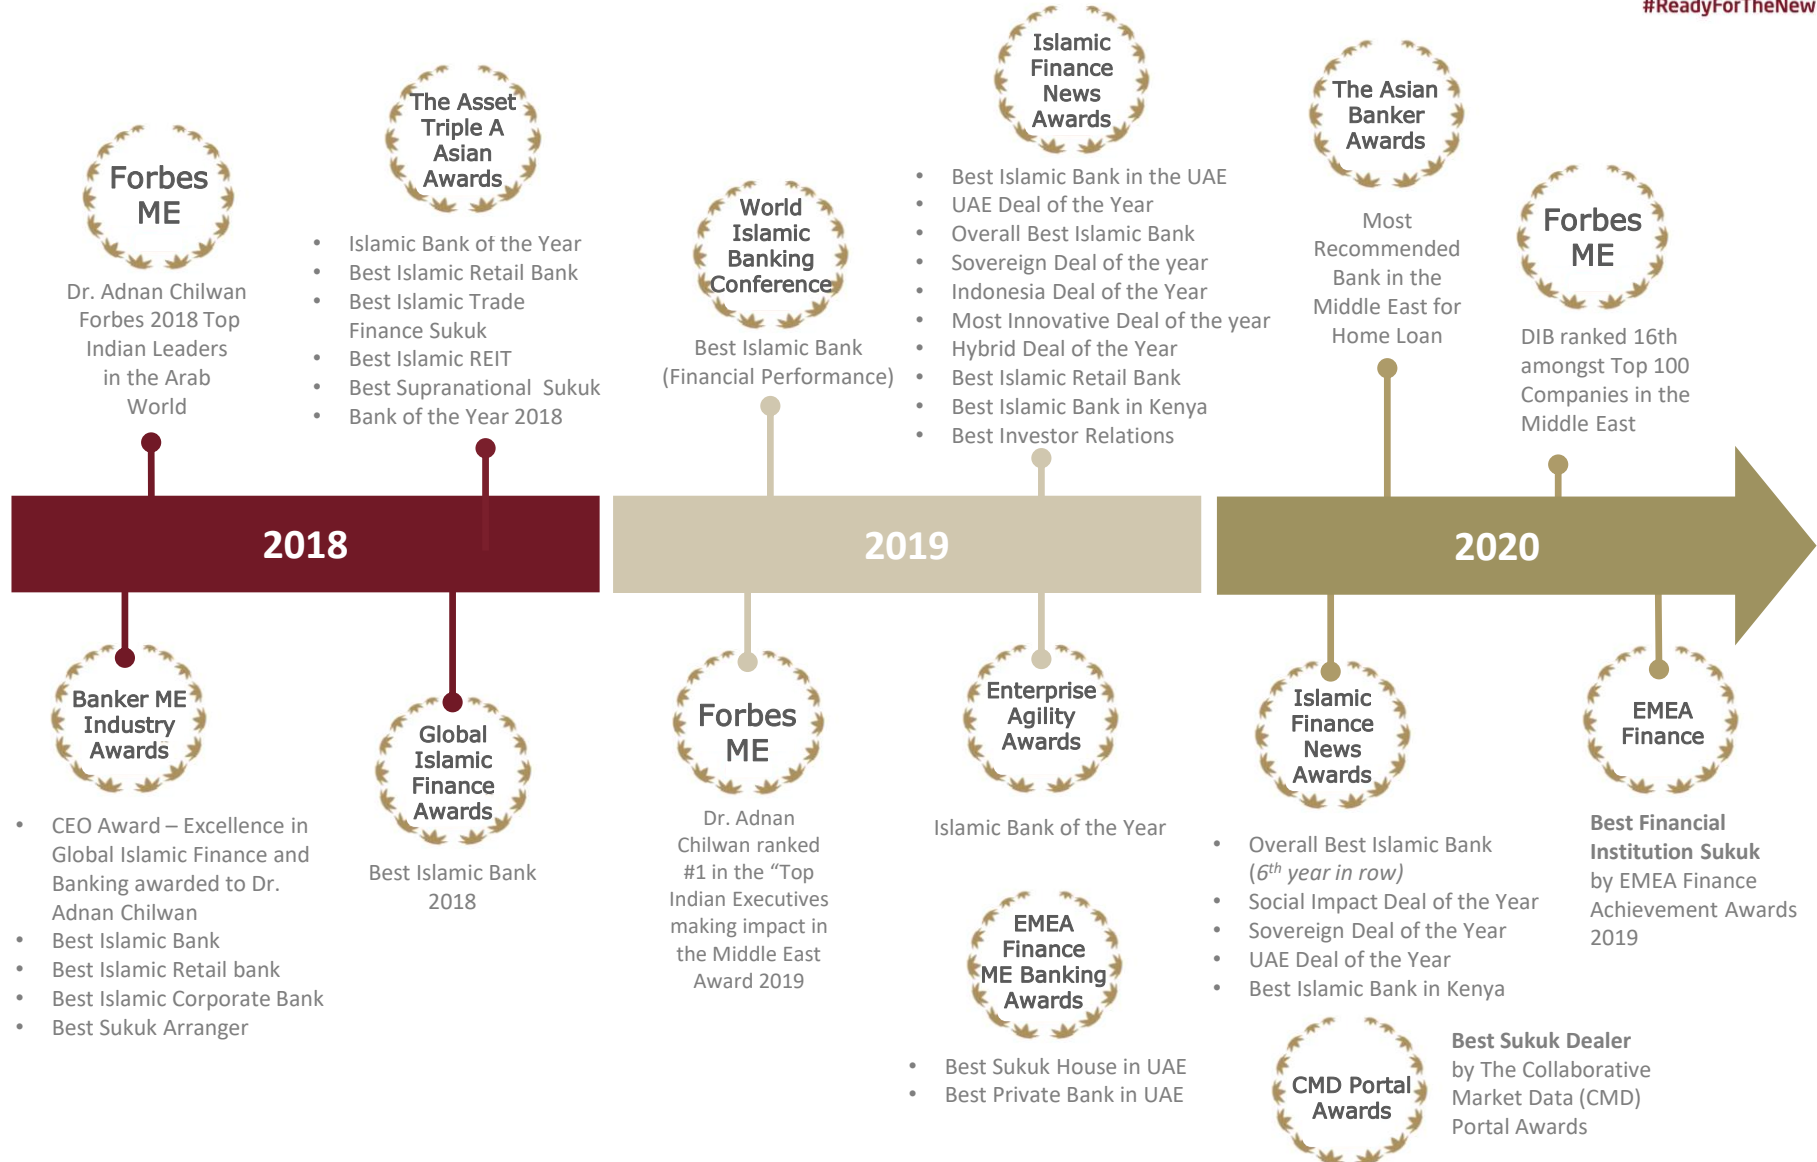 #ReadyForTheNew
Forbes
ME
Dr. Adnan Chilwan
Forbes 2018 Top
Indian Leaders
in the Arab
World
The Asset
Triple A
Asian
Awards
• Islamic Bank of the Year
• Best Islamic Retail Bank
• Best Islamic Trade
Finance Sukuk
• Best Islamic REIT
• Best Supranational Sukuk
• Bank of the Year 2018
World
Islamic
Banking
Conference
Best Islamic Bank
(Financial Performance)
Islamic
Finance
News
Awards
• Best Islamic Bank in the UAE
• UAE Deal of the Year
• Overall Best Islamic Bank
• Sovereign Deal of the year
• Indonesia Deal of the Year
• Most Innovative Deal of the year
• Hybrid Deal of the Year
• Best Islamic Retail Bank
• Best Islamic Bank in Kenya
• Best Investor Relations
The Asian
Banker
Awards
Most
Recommended
Bank in the
Middle East for
Home Loan
Forbes
ME
DIB ranked 16th
amongst Top 100
Companies in the
Middle East
2018
2019
2020
Banker ME
Industry
Awards
• CEO Award – Excellence in
Global Islamic Finance and
Banking awarded to Dr.
Adnan Chilwan
• Best Islamic Bank
• Best Islamic Retail bank
• Best Islamic Corporate Bank
• Best Sukuk Arranger
Global
Islamic
Finance
Awards
Best Islamic Bank
2018
Forbes
ME
Dr. Adnan
Chilwan ranked
#1 in the “Top
Indian Executives
making impact in
the Middle East
Award 2019
Enterprise
Agility
Awards
Islamic Bank of the Year
EMEA
Finance
ME Banking
Awards
• Best Sukuk House in UAE
• Best Private Bank in UAE
Islamic
Finance
News
Awards
• Overall Best Islamic Bank
(6th year in row)
• Social Impact Deal of the Year
• Sovereign Deal of the Year
• UAE Deal of the Year
• Best Islamic Bank in Kenya
EMEA
Finance
Best Financial
Institution Sukuk
by EMEA Finance
Achievement Awards
2019
CMD Portal
Awards
Best Sukuk Dealer
by The Collaborative
Market Data (CMD)
Portal Awards